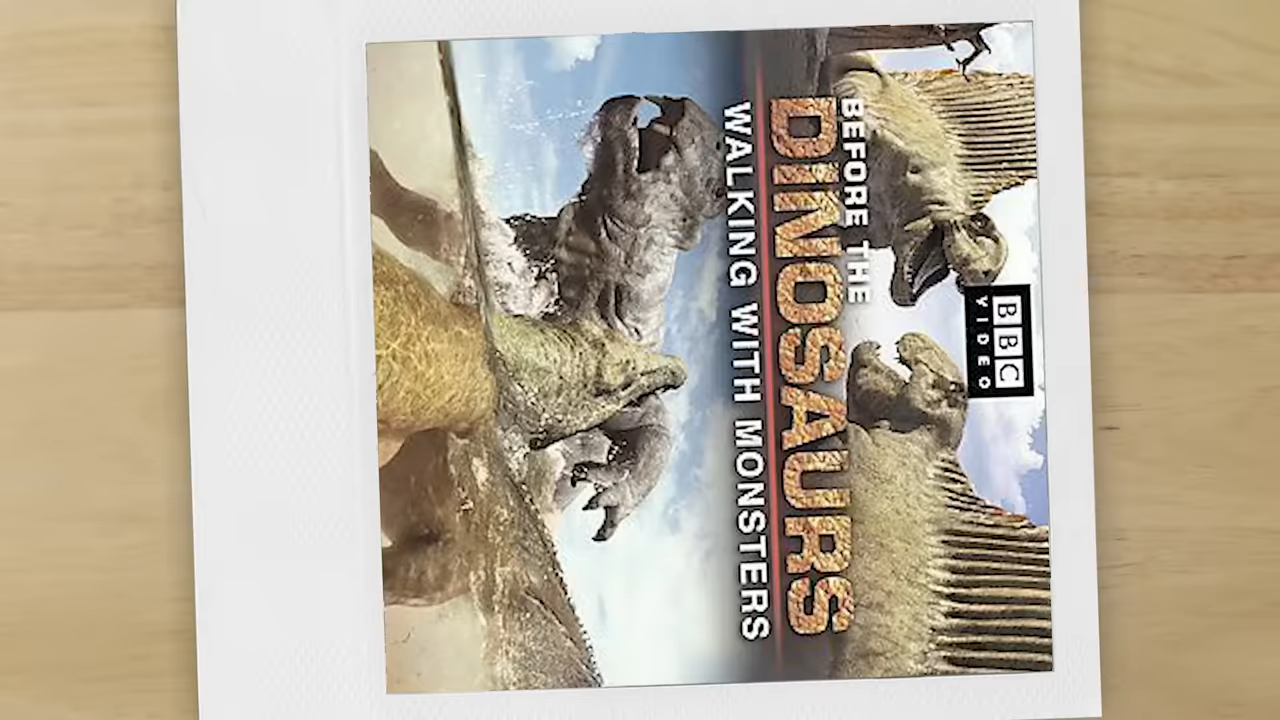 BBC
VIDEO
BEFORE THE
DINOSAURS
WALKING WITH MONSTERS